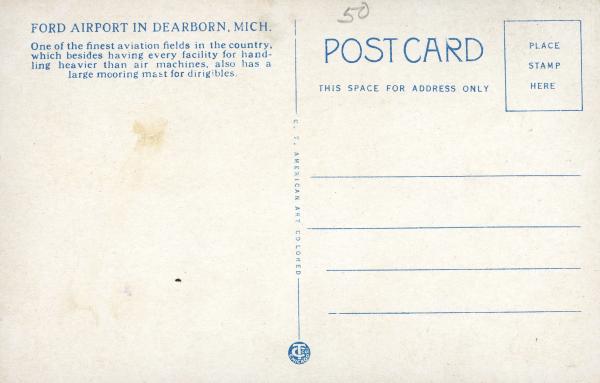 50
FORD AIRPORT IN DEARBORN, MICH.
One of the finest aviation fields in the country,
which besides having every facility for hand-
ling heavier than air machines, also has a
large mooring mast for dirigibles.
POST CARD
THIS SPACE FOR ADDRESS ONLY
PLACE
STAMP
HERE
C. T. AMERICAN ART COLORED